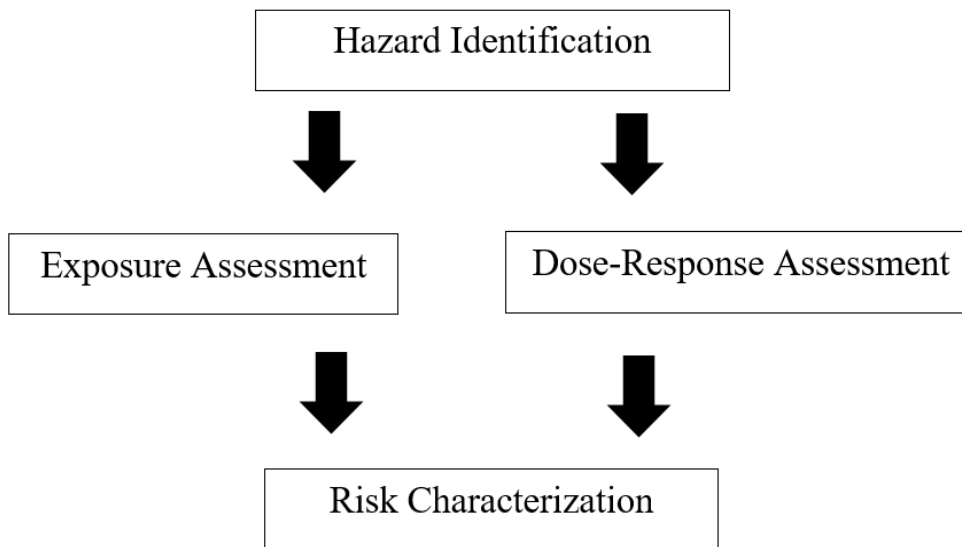 Hazard Identification
Exposure Assessment
Dose-Response Assessment
Risk Characterization